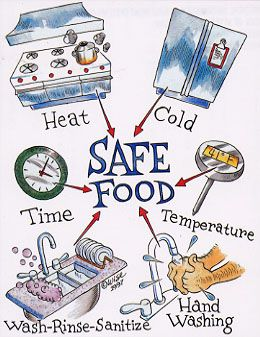 Heat
Cold
SAFE
FOOD
Time
Temperature
Wash-Rinse-Sanitize
Hand
Washing